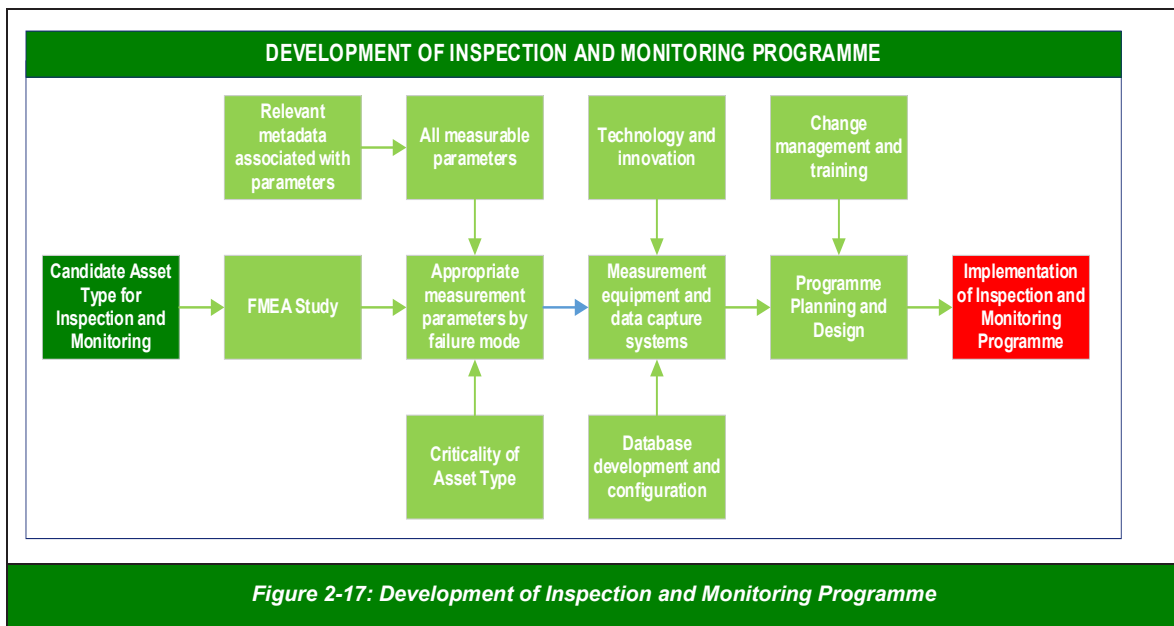 DEVELOPMENT OF INSPECTION AND MONITORING PROGRAMME
Relevant
metadata
associated with
parameters
All measurable
parameters
Technology and
innovation
Change
management and
training
Candidate Asset
Type for
Inspection and
Monitoring
FMEA Study
Appropriate
measurement
parameters by
failure mode
Measurement
equipment and
data capture
systems
Programme
Planning and
Design
Implementation
of Inspection and
Monitoring
Programme
Criticality of
Asset Type
Database
development and
configuration
Figure 2-17: Development of Inspection and Monitoring Programme